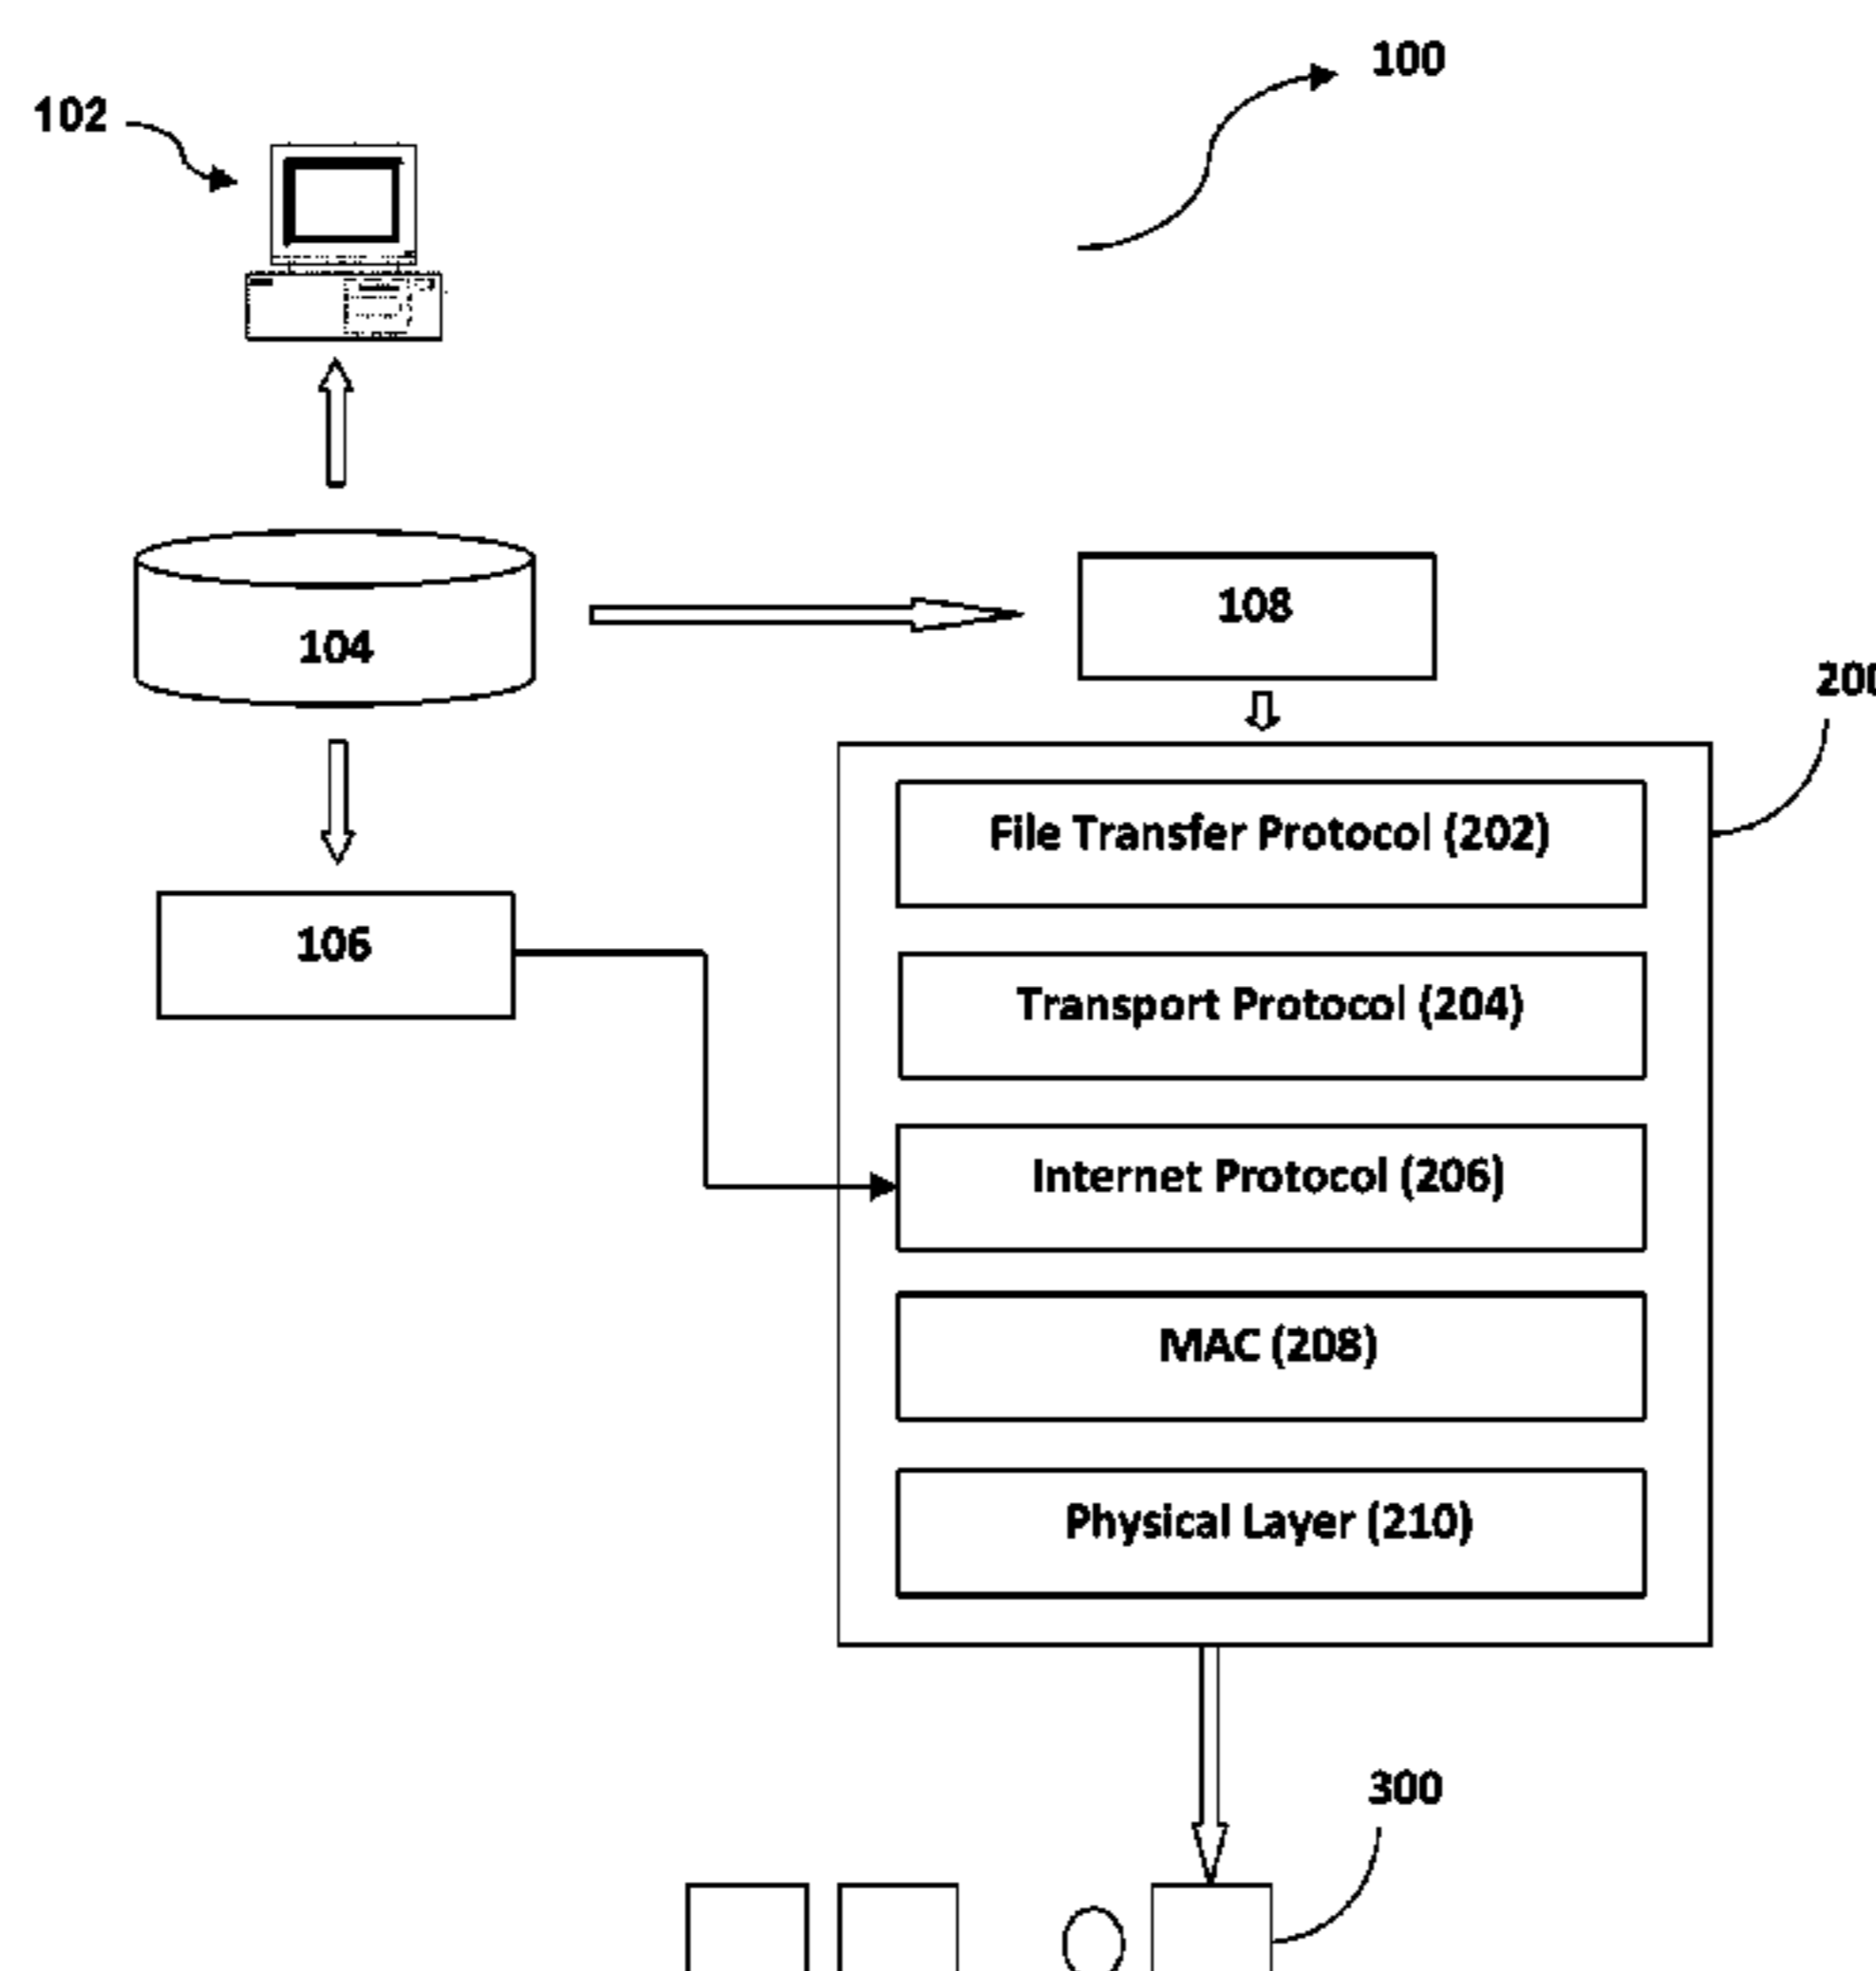 100
102
104
108
200
File Transfer Protocol (202)
106
Transport Protocol (204)
Internet Protocol (206)
MAC (208)
Physical Layer (210)
300